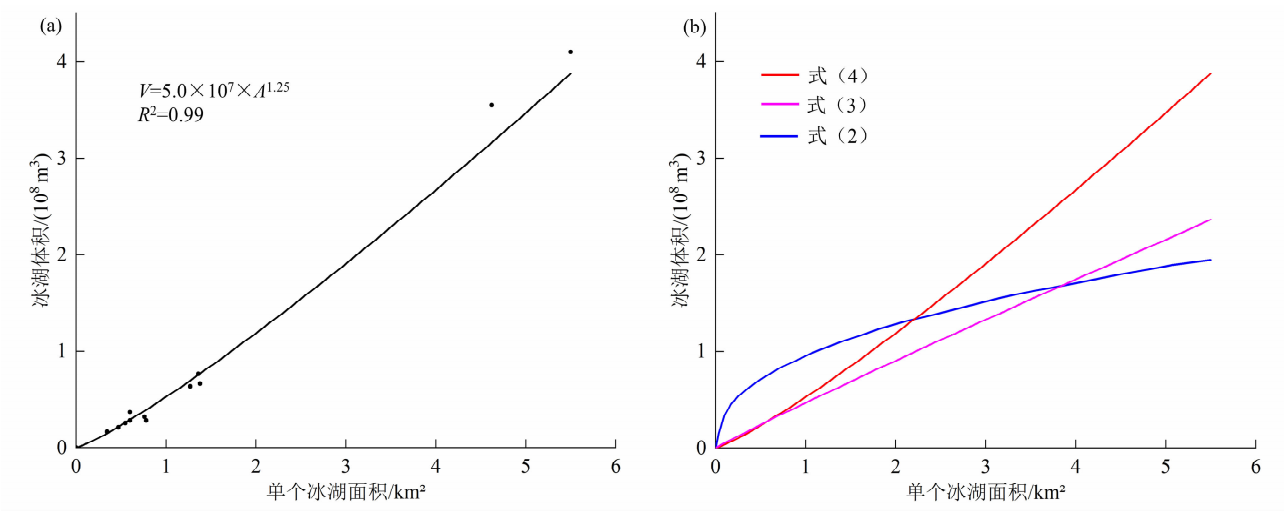 (a)
V=5.0×10⁷×A¹·²⁵
R²=0.99
4
3
2
1
0
0 1 2 3 4 5 6
冰湖体积/(10⁸ m³)
单个冰湖面积/km²
(b)
式（4）
式（3）
式（2）
4
3
2
1
0
0 1 2 3 4 5 6
冰湖体积/(10⁸ m³)
单个冰湖面积/km²